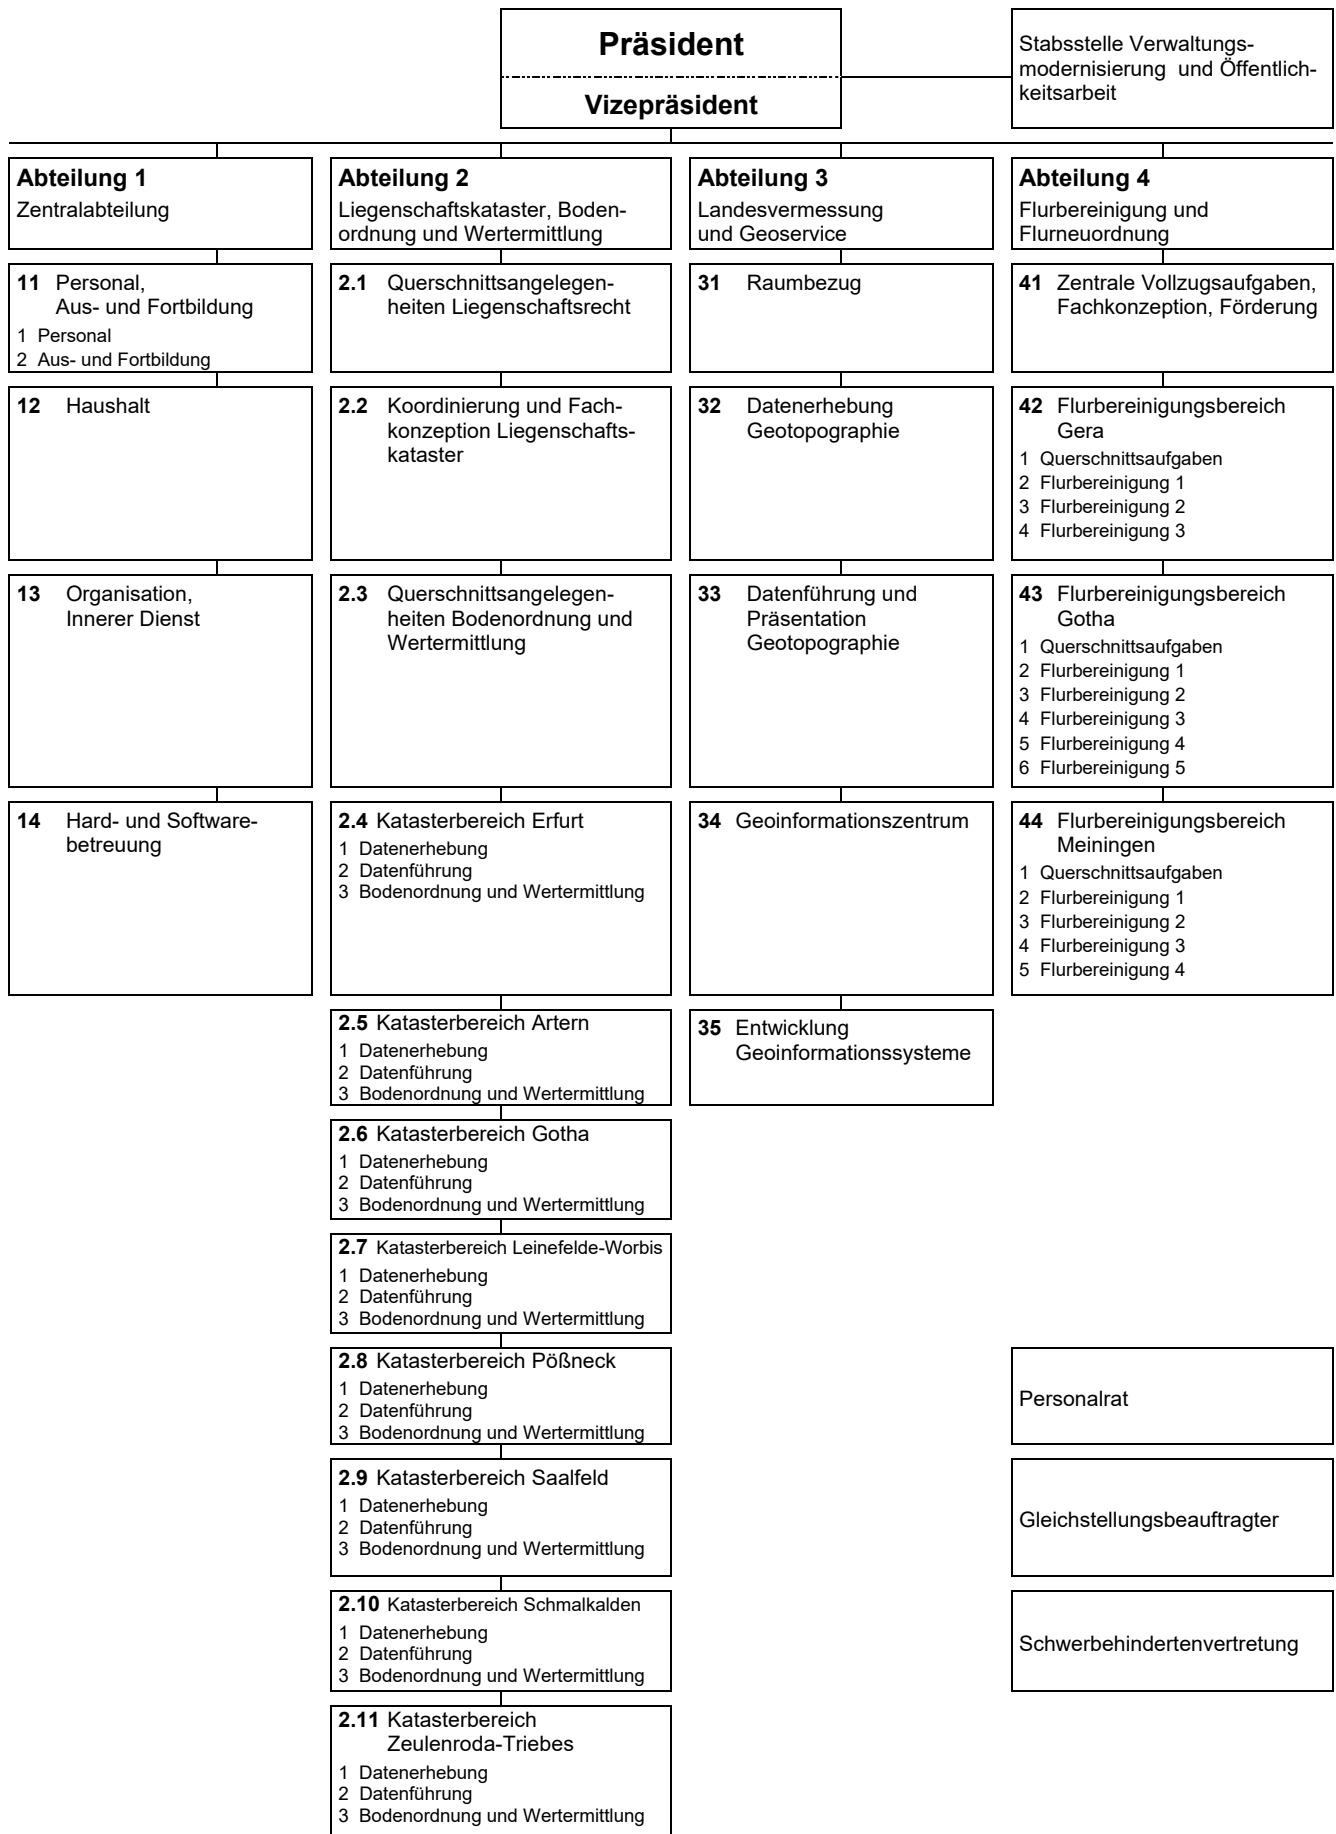 Präsident
Vizepräsident
Stabsstelle Verwaltungs-
modernisierung und Öffentlich-
keitsarbeit
Abteilung 1
Zentralabteilung
11 Personal,
Aus- und Fortbildung
1 Personal
2 Aus- und Fortbildung
12 Haushalt
13 Organisation,
Innerer Dienst
14 Hard- und Software-
betreuung
Abteilung 2
Liegenschaftskataster, Boden-
ordnung und Wertermittlung
2.1 Querschnittsangelegen-
heiten Liegenschaftsrecht
2.2 Koordinierung und Fach-
konzeption Liegenschafts-
kataster
2.3 Querschnittsangelegen-
heiten Bodenordnung und
Wertermittlung
2.4 Katasterbereich Erfurt
1 Datenerhebung
2 Datenführung
3 Bodenordnung und Wertermittlung
2.5 Katasterbereich Artern
1 Datenerhebung
2 Datenführung
3 Bodenordnung und Wertermittlung
2.6 Katasterbereich Gotha
1 Datenerhebung
2 Datenführung
3 Bodenordnung und Wertermittlung
2.7 Katasterbereich Leinefelde-Worbis
1 Datenerhebung
2 Datenführung
3 Bodenordnung und Wertermittlung
2.8 Katasterbereich Pößneck
1 Datenerhebung
2 Datenführung
3 Bodenordnung und Wertermittlung
2.9 Katasterbereich Saalfeld
1 Datenerhebung
2 Datenführung
3 Bodenordnung und Wertermittlung
2.10 Katasterbereich Schmalkalden
1 Datenerhebung
2 Datenführung
3 Bodenordnung und Wertermittlung
2.11 Katasterbereich
Zeulenroda-Triebes
1 Datenerhebung
2 Datenführung
3 Bodenordnung und Wertermittlung
Abteilung 3
Landesvermessung
und Geoservice
31 Raumbezug
32 Datenerhebung
Geotopographie
33 Datenführung und
Präsentation
Geotopographie
34 Geoinformationszentrum
35 Entwicklung
Geoinformationssysteme
Abteilung 4
Flurbereinigung und
Flurneuordnung
41 Zentrale Vollzugsaufgaben,
Fachkonzeption, Förderung
42 Flurbereinigungsbereich
Gera
1 Querschnittsaufgaben
2 Flurbereinigung 1
3 Flurbereinigung 2
4 Flurbereinigung 3
43 Flurbereinigungsbereich
Gotha
1 Querschnittsaufgaben
2 Flurbereinigung 1
3 Flurbereinigung 2
4 Flurbereinigung 3
5 Flurbereinigung 4
6 Flurbereinigung 5
44 Flurbereinigungsbereich
Meiningen
1 Querschnittsaufgaben
2 Flurbereinigung 1
3 Flurbereinigung 2
4 Flurbereinigung 3
5 Flurbereinigung 4
Personalrat
Gleichstellungsbeauftragter
Schwerbehindertenvertretung